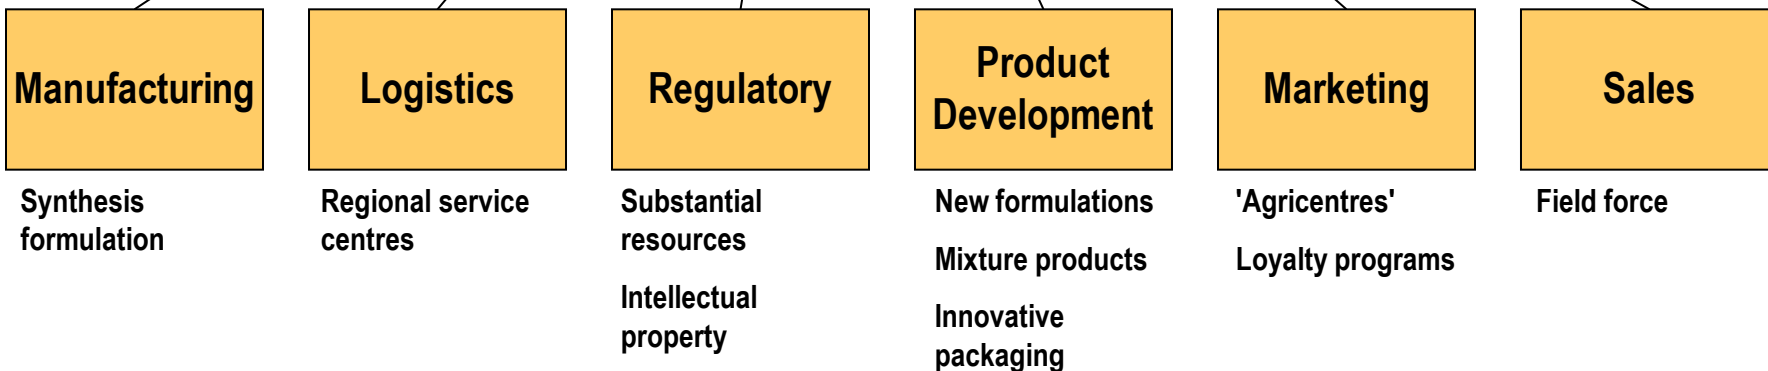 Manufacturing
Logistics
Regulatory
Product
Development
Marketing
Sales
Synthesis
formulation
Regional service
centres
Substantial
resources
Intellectual
property
New formulations
Mixture products
Innovative
packaging
'Agricentres'
Loyalty programs
Field force